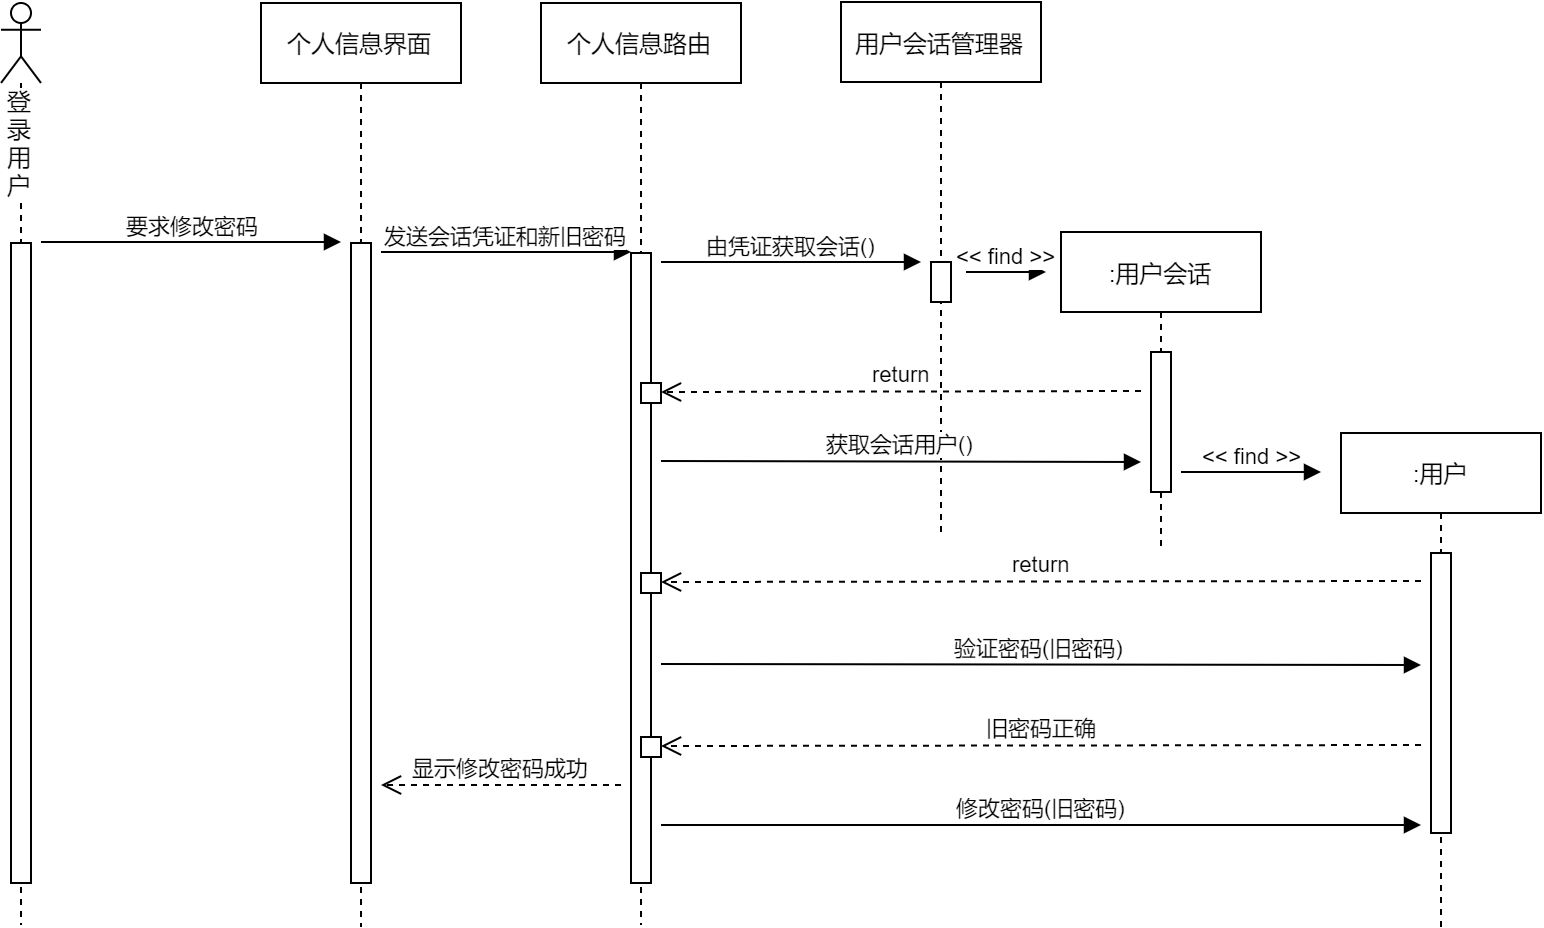 登
录
用
户
个人信息界面
个人信息路由
用户会话管理器
要求修改密码
发送会话凭证和新旧密码
由凭证获取会话()
<< find >>
:用户会话
return
获取会话用户()
<< find >>
:用户
return
验证密码(旧密码)
旧密码正确
显示修改密码成功
修改密码(旧密码)